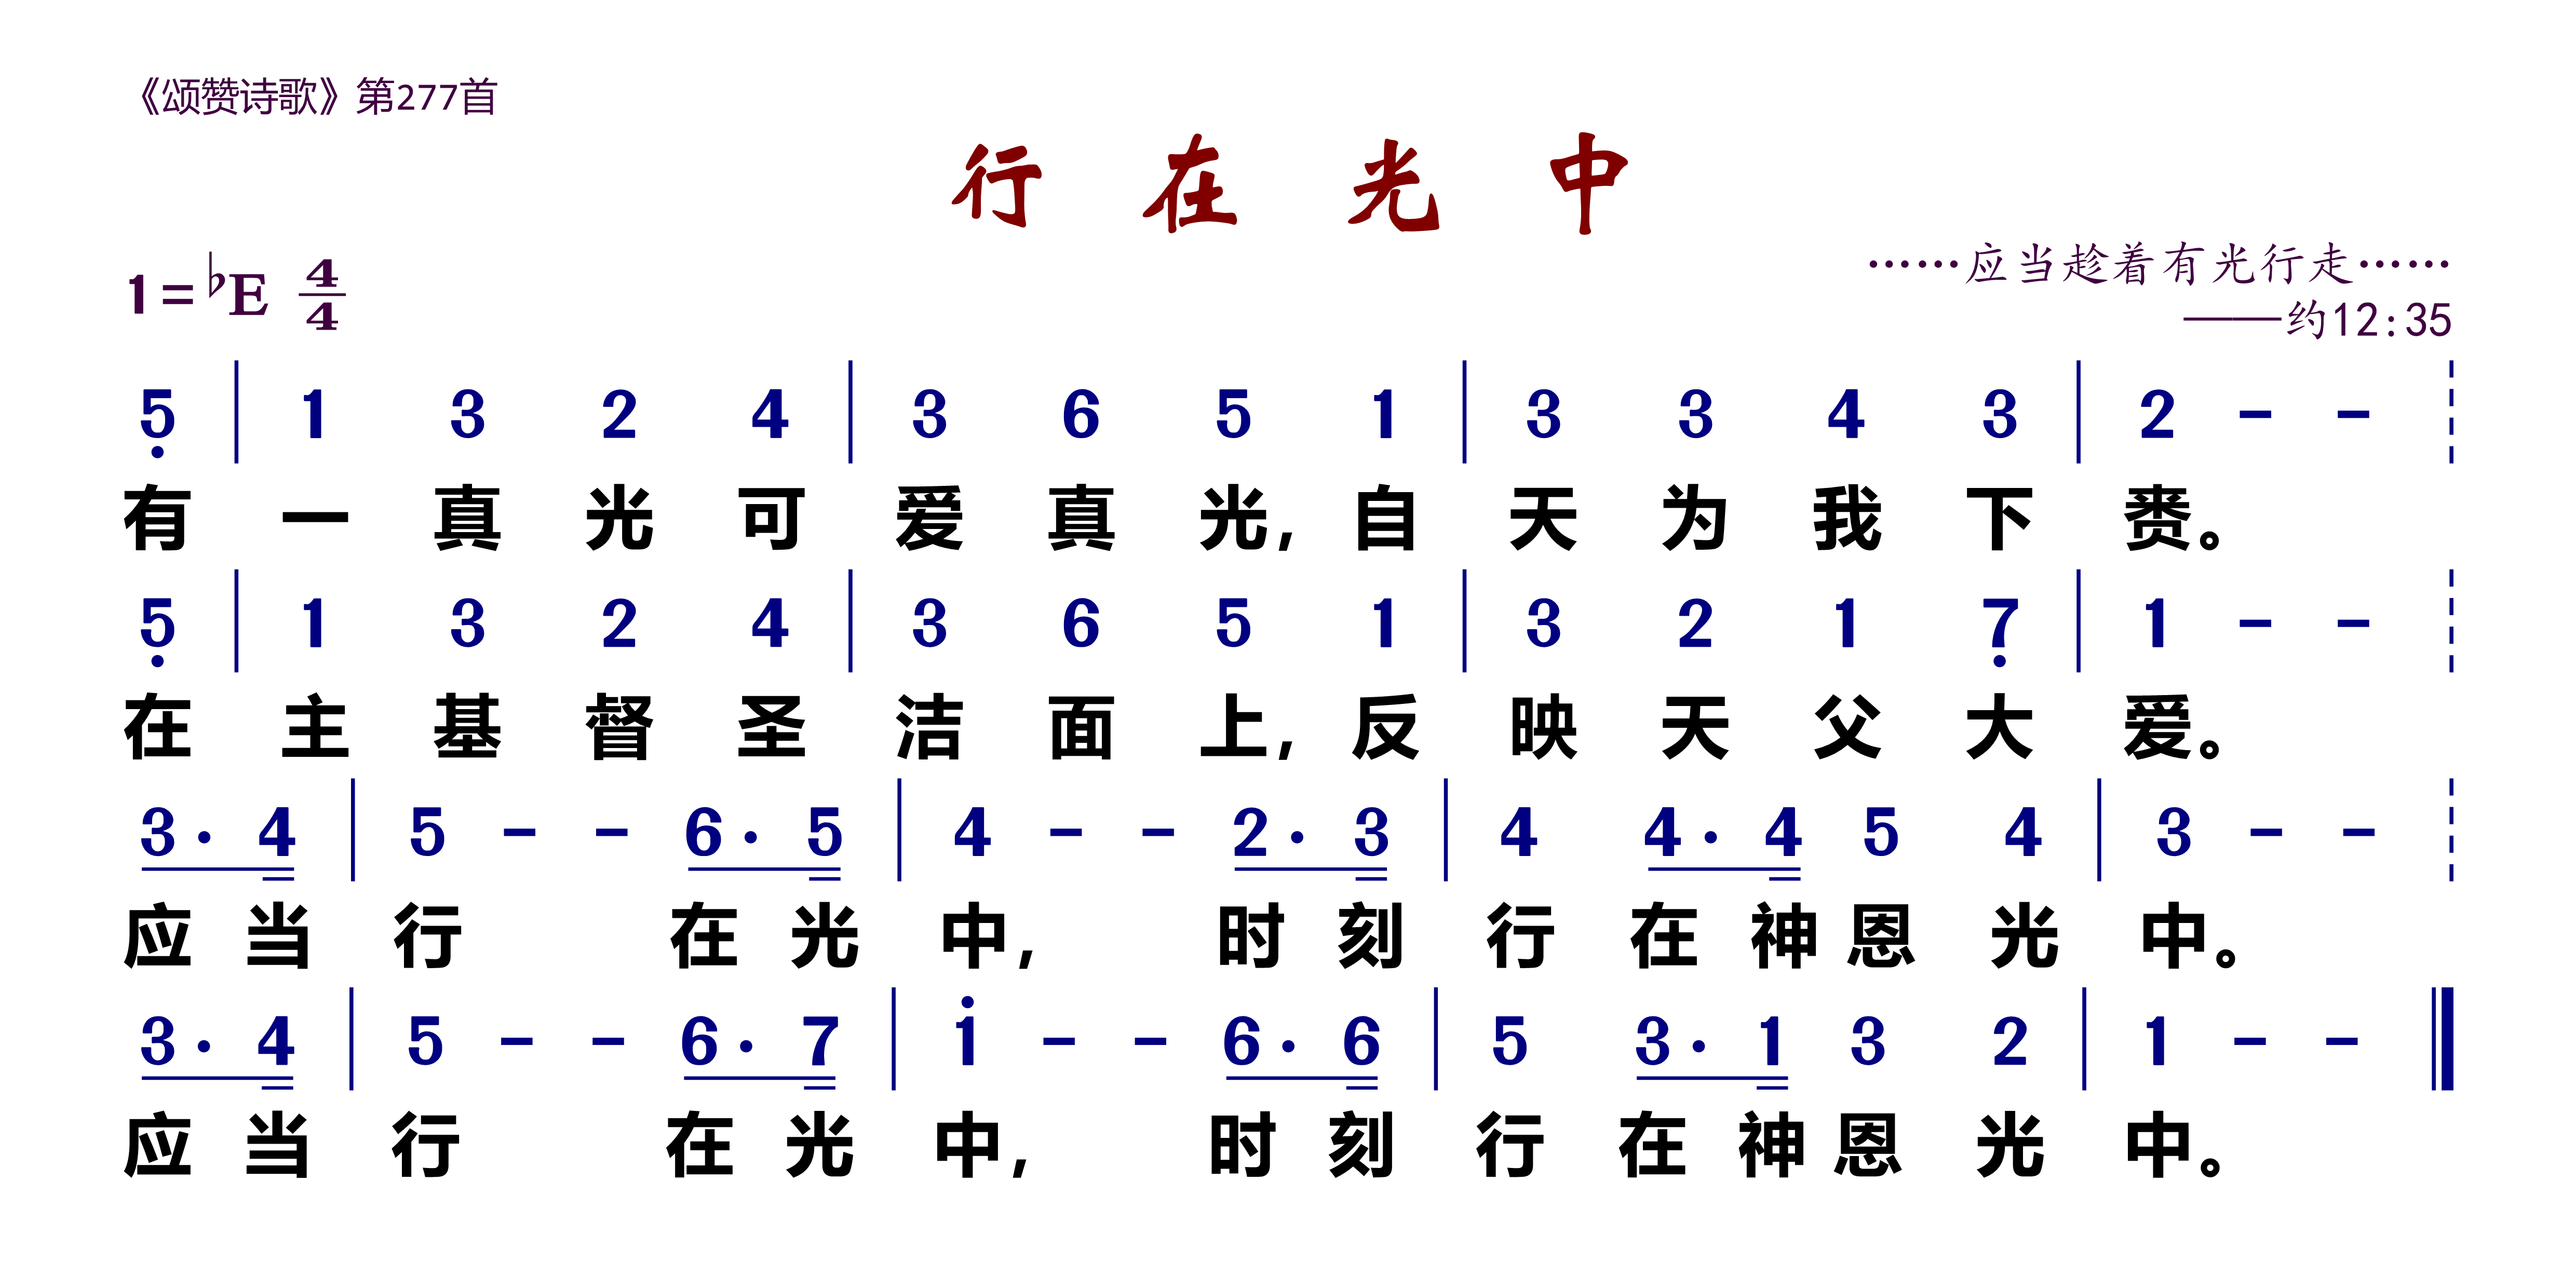 《颂赞诗歌》第277首
行在光中
1=♭E 4/4
……应当趁着有光行走……
——约12:35
5̣ | 1 3 2 4 | 3 6 5 1 | 3 3 4 3 | 2 - - ¦
有一真光可爱真光,自天为我下赉。
5̣ | 1 3 2 4 | 3 6 5 1 | 3 2 1 7̣ | 1 - - ¦
在主基督圣洁面上,反映天父大爱。
3· 4 | 5 - - 6· 5 | 4 - - 2· 3 | 4 4· 4 5 4 | 3 - - ¦
应当行在光中,时刻行在神恩光中。
3· 4 | 5 - - 6· 7 | 1̇ - - 6· 6 | 5 3· 1 3 2 | 1 - - ‖
应当行在光中,时刻行在神恩光中。